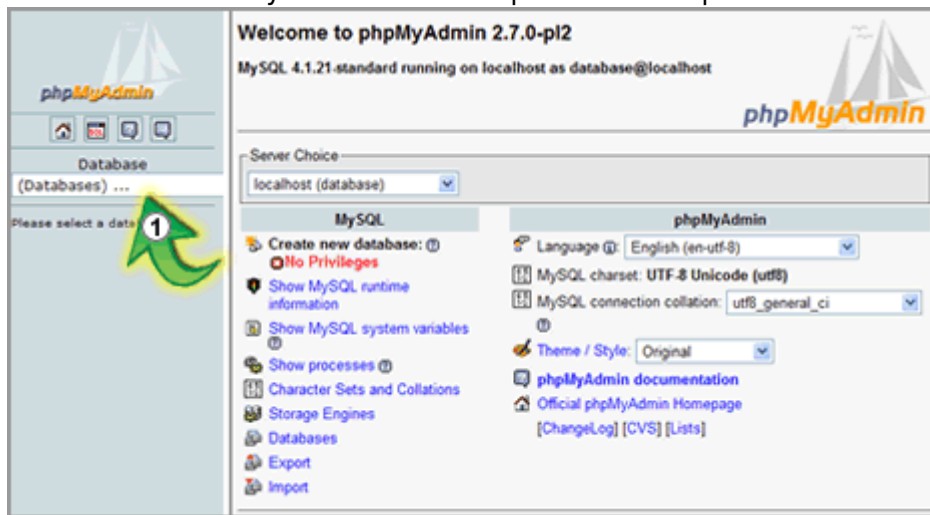 phpMyAdmin
Database
(Databases) ...
Please select a data
1
Welcome to phpMyAdmin 2.7.0-pl2
MySQL 4.1.21-standard running on localhost as database@localhost
phpMyAdmin
Server Choice
localhost (database)
MySQL
Create new database:
No Privileges
Show MySQL runtime
information
Show MySQL system variables
Show processes
Character Sets and Collations
Storage Engines
Databases
Export
Import
phpMyAdmin
Language: English (en-utf-8)
MySQL charset: UTF-8 Unicode (utf8)
MySQL connection collation: utf8_general_ci
Theme / Style: Original
phpMyAdmin documentation
Official phpMyAdmin Homepage
[ChangeLog] [CVS] [Lists]